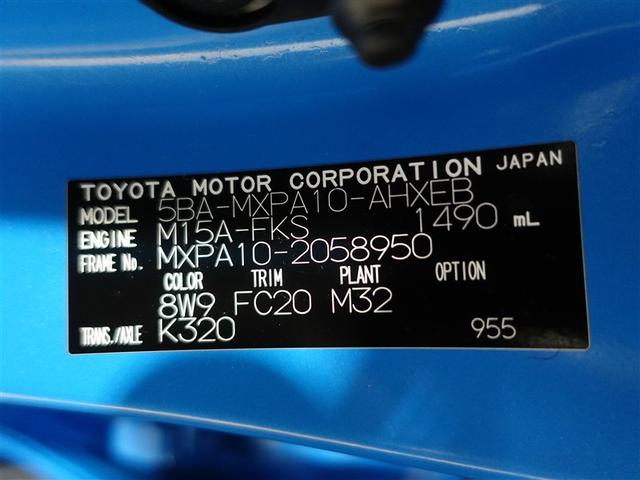 TOYOTA MOTOR CORPORATION JAPAN
MODEL 5BA-MXPA10-AHXEB
ENGINE M15A-FKS 1490 mL
FRAME No. MXPA10-2058950
COLOR TRIM PLANT OPTION
8W9 FC20 M32
TRANS./AXLE K320 955